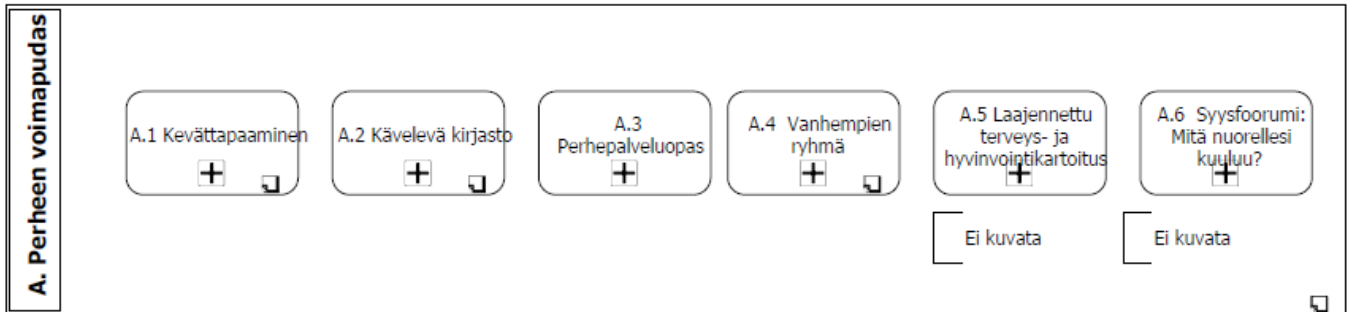 A. Perheen voimapudas
A.1 Kevättapaaminen
A.2 Kävelevä kirjasto
A.3
Perhepalveluopas
A.4 Vanhempien
ryhmä
A.5 Laajennettu
terveys- ja
hyvinvointikartoitus
A.6 Syysfoorumi:
Mitä nuorellesi
kuuluu?
Ei kuvata
Ei kuvata